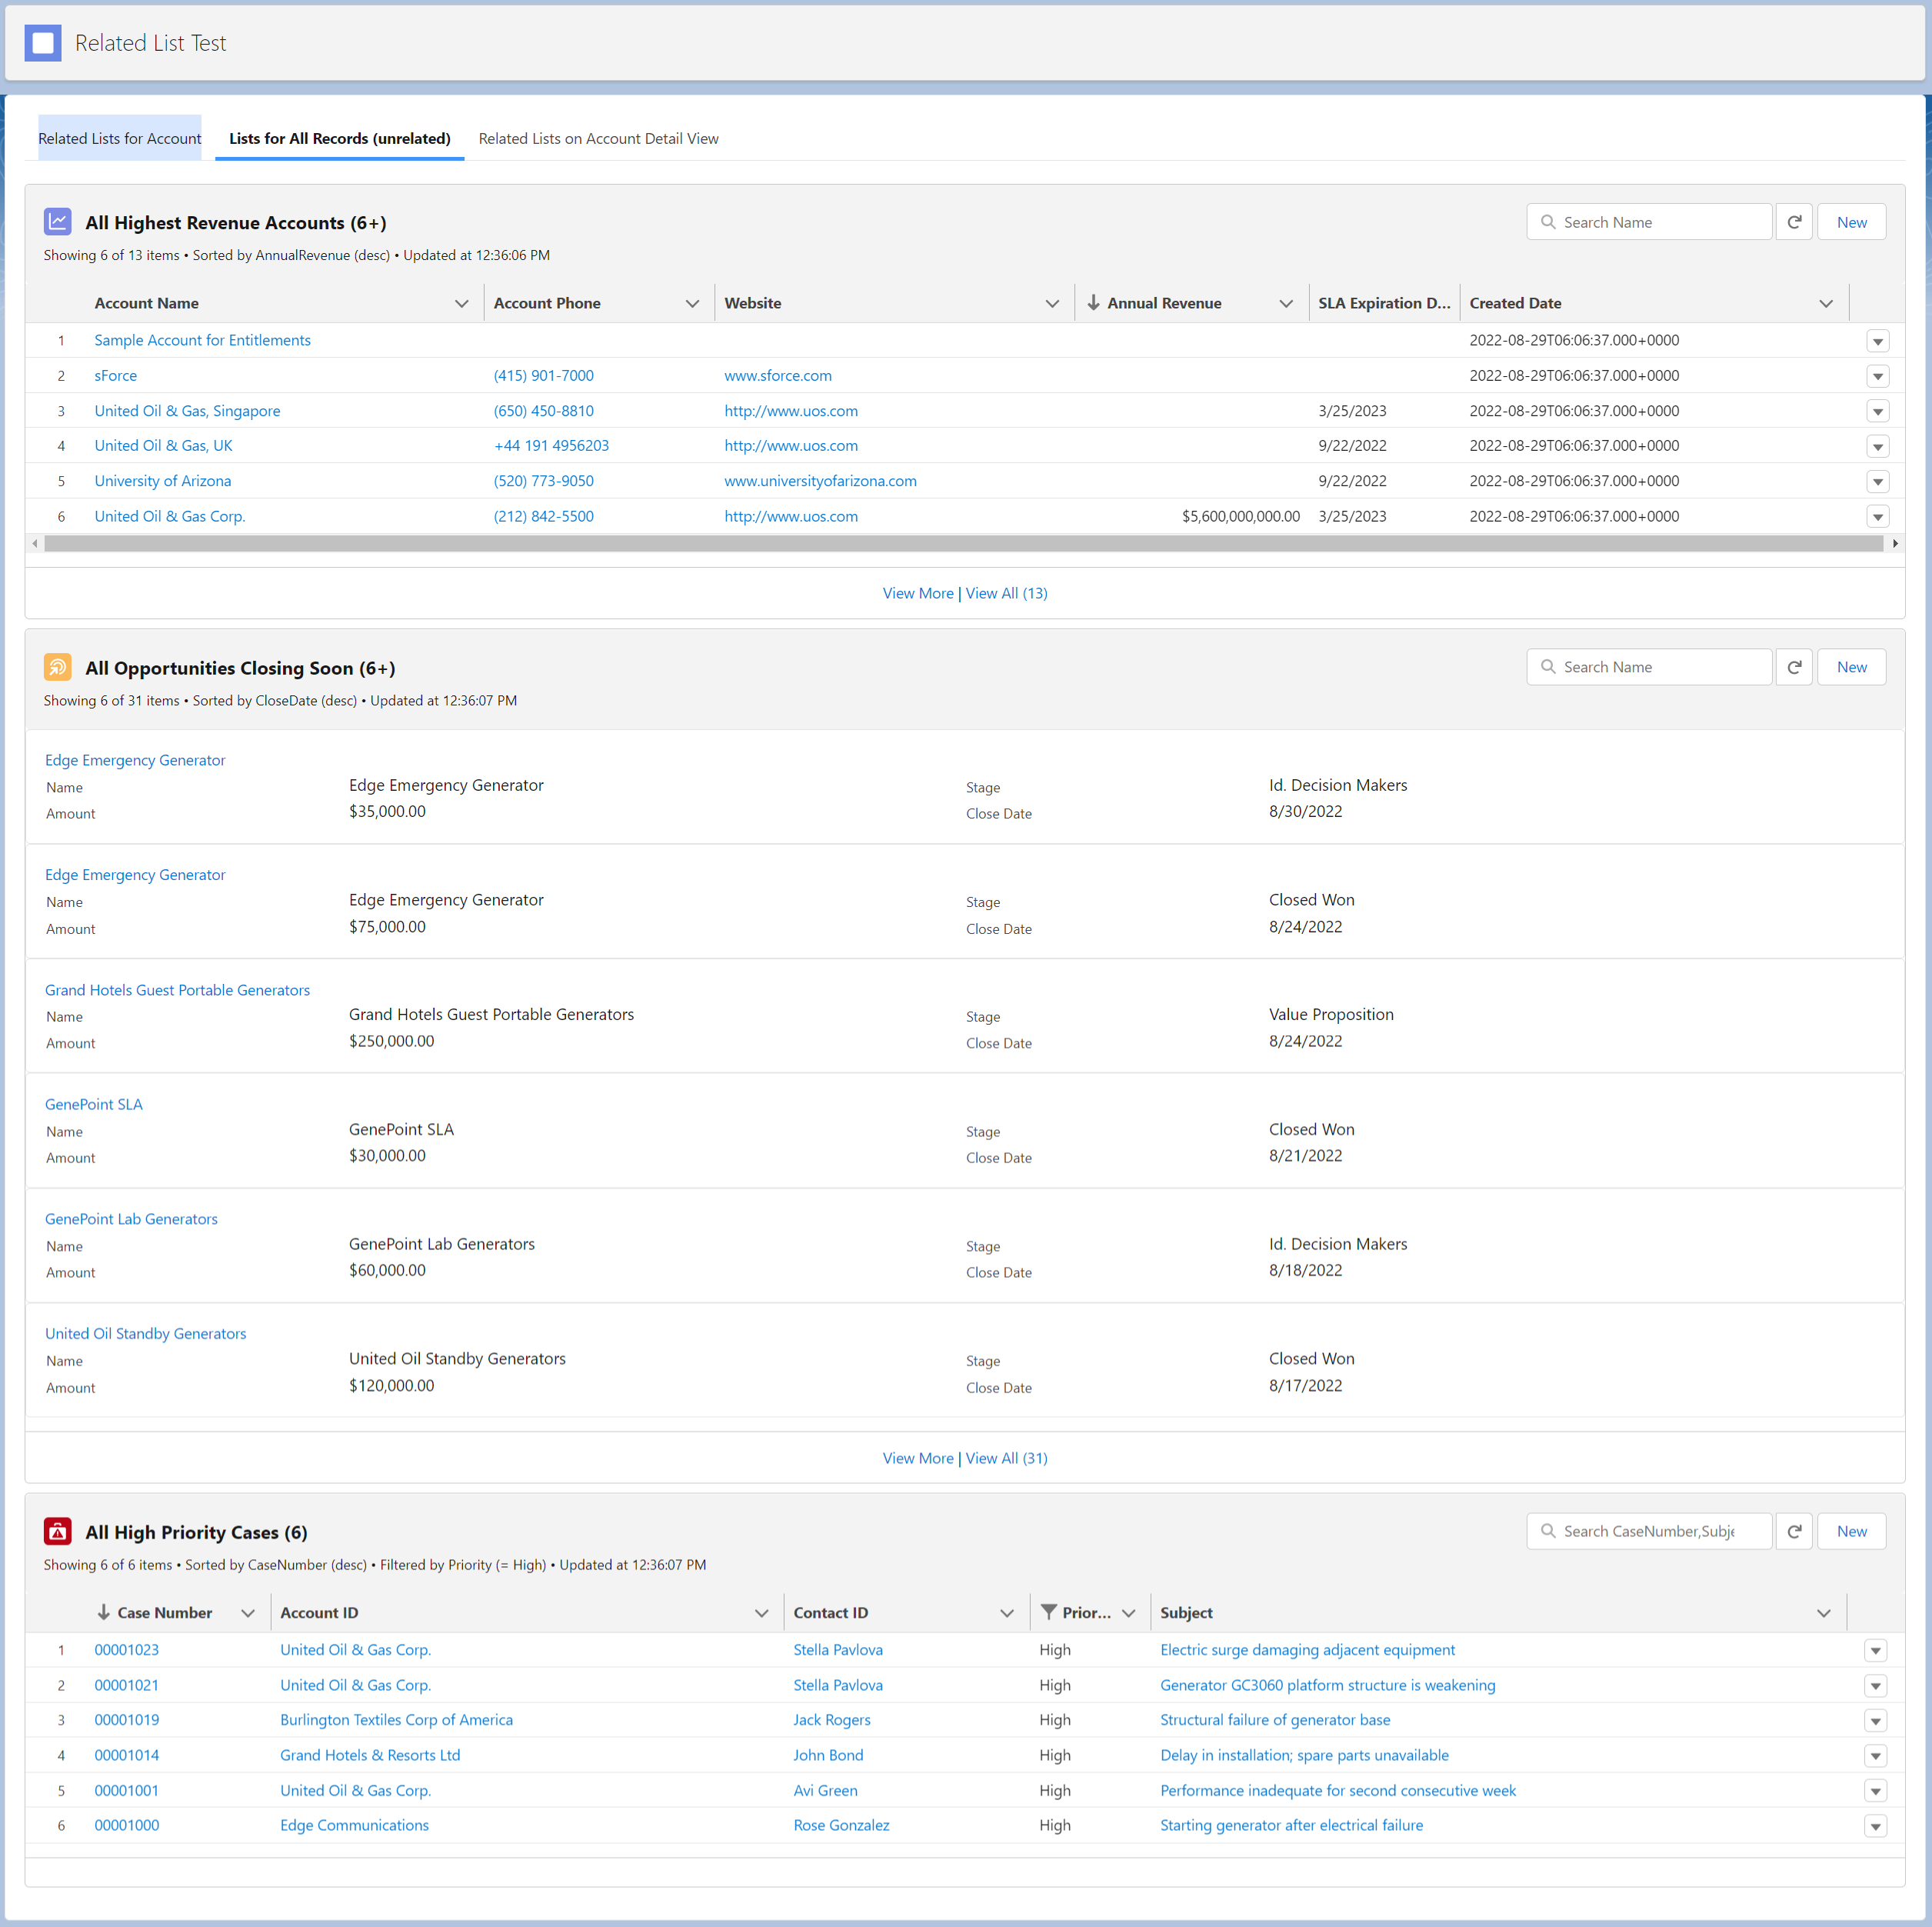 Related List Test
Related Lists for Account Lists for All Records (unrelated) Related Lists on Account Detail View
All Highest Revenue Accounts (6+) Search Name New
Showing 6 of 13 items • Sorted by AnnualRevenue (desc) • Updated at 12:36:06 PM
Account Name Account Phone Website Annual Revenue SLA Expiration D... Created Date
1 Sample Account for Entitlements 2022-08-29T06:06:37.000+0000
2 sForce (415) 901-7000 www.sforce.com 2022-08-29T06:06:37.000+0000
3 United Oil & Gas, Singapore (650) 450-8810 http://www.uos.com 3/25/2023 2022-08-29T06:06:37.000+0000
4 United Oil & Gas, UK +44 191 4956203 http://www.uos.com 9/22/2022 2022-08-29T06:06:37.000+0000
5 University of Arizona (520) 773-9050 www.universityofarizona.com 9/22/2022 2022-08-29T06:06:37.000+0000
6 United Oil & Gas Corp. (212) 842-5500 http://www.uos.com $5,600,000,000.00 3/25/2023 2022-08-29T06:06:37.000+0000
View More | View All (13)
All Opportunities Closing Soon (6+) Search Name New
Showing 6 of 31 items • Sorted by CloseDate (desc) • Updated at 12:36:07 PM
Edge Emergency Generator
Name Edge Emergency Generator Stage Id. Decision Makers
Amount $35,000.00 Close Date 8/30/2022
Edge Emergency Generator
Name Edge Emergency Generator Stage Closed Won
Amount $75,000.00 Close Date 8/24/2022
Grand Hotels Guest Portable Generators
Name Grand Hotels Guest Portable Generators Stage Value Proposition
Amount $250,000.00 Close Date 8/24/2022
GenePoint SLA
Name GenePoint SLA Stage Closed Won
Amount $30,000.00 Close Date 8/21/2022
GenePoint Lab Generators
Name GenePoint Lab Generators Stage Id. Decision Makers
Amount $60,000.00 Close Date 8/18/2022
United Oil Standby Generators
Name United Oil Standby Generators Stage Closed Won
Amount $120,000.00 Close Date 8/17/2022
View More | View All (31)
All High Priority Cases (6) Search CaseNumber,Subje New
Showing 6 of 6 items • Sorted by CaseNumber (desc) • Filtered by Priority (= High) • Updated at 12:36:07 PM
Case Number Account ID Contact ID Prior... Subject
1 00001023 United Oil & Gas Corp. Stella Pavlova High Electric surge damaging adjacent equipment
2 00001021 United Oil & Gas Corp. Stella Pavlova High Generator GC3060 platform structure is weakening
3 00001019 Burlington Textiles Corp of America Jack Rogers High Structural failure of generator base
4 00001014 Grand Hotels & Resorts Ltd John Bond High Delay in installation; spare parts unavailable
5 00001001 United Oil & Gas Corp. Avi Green High Performance inadequate for second consecutive week
6 00001000 Edge Communications Rose Gonzalez High Starting generator after electrical failure